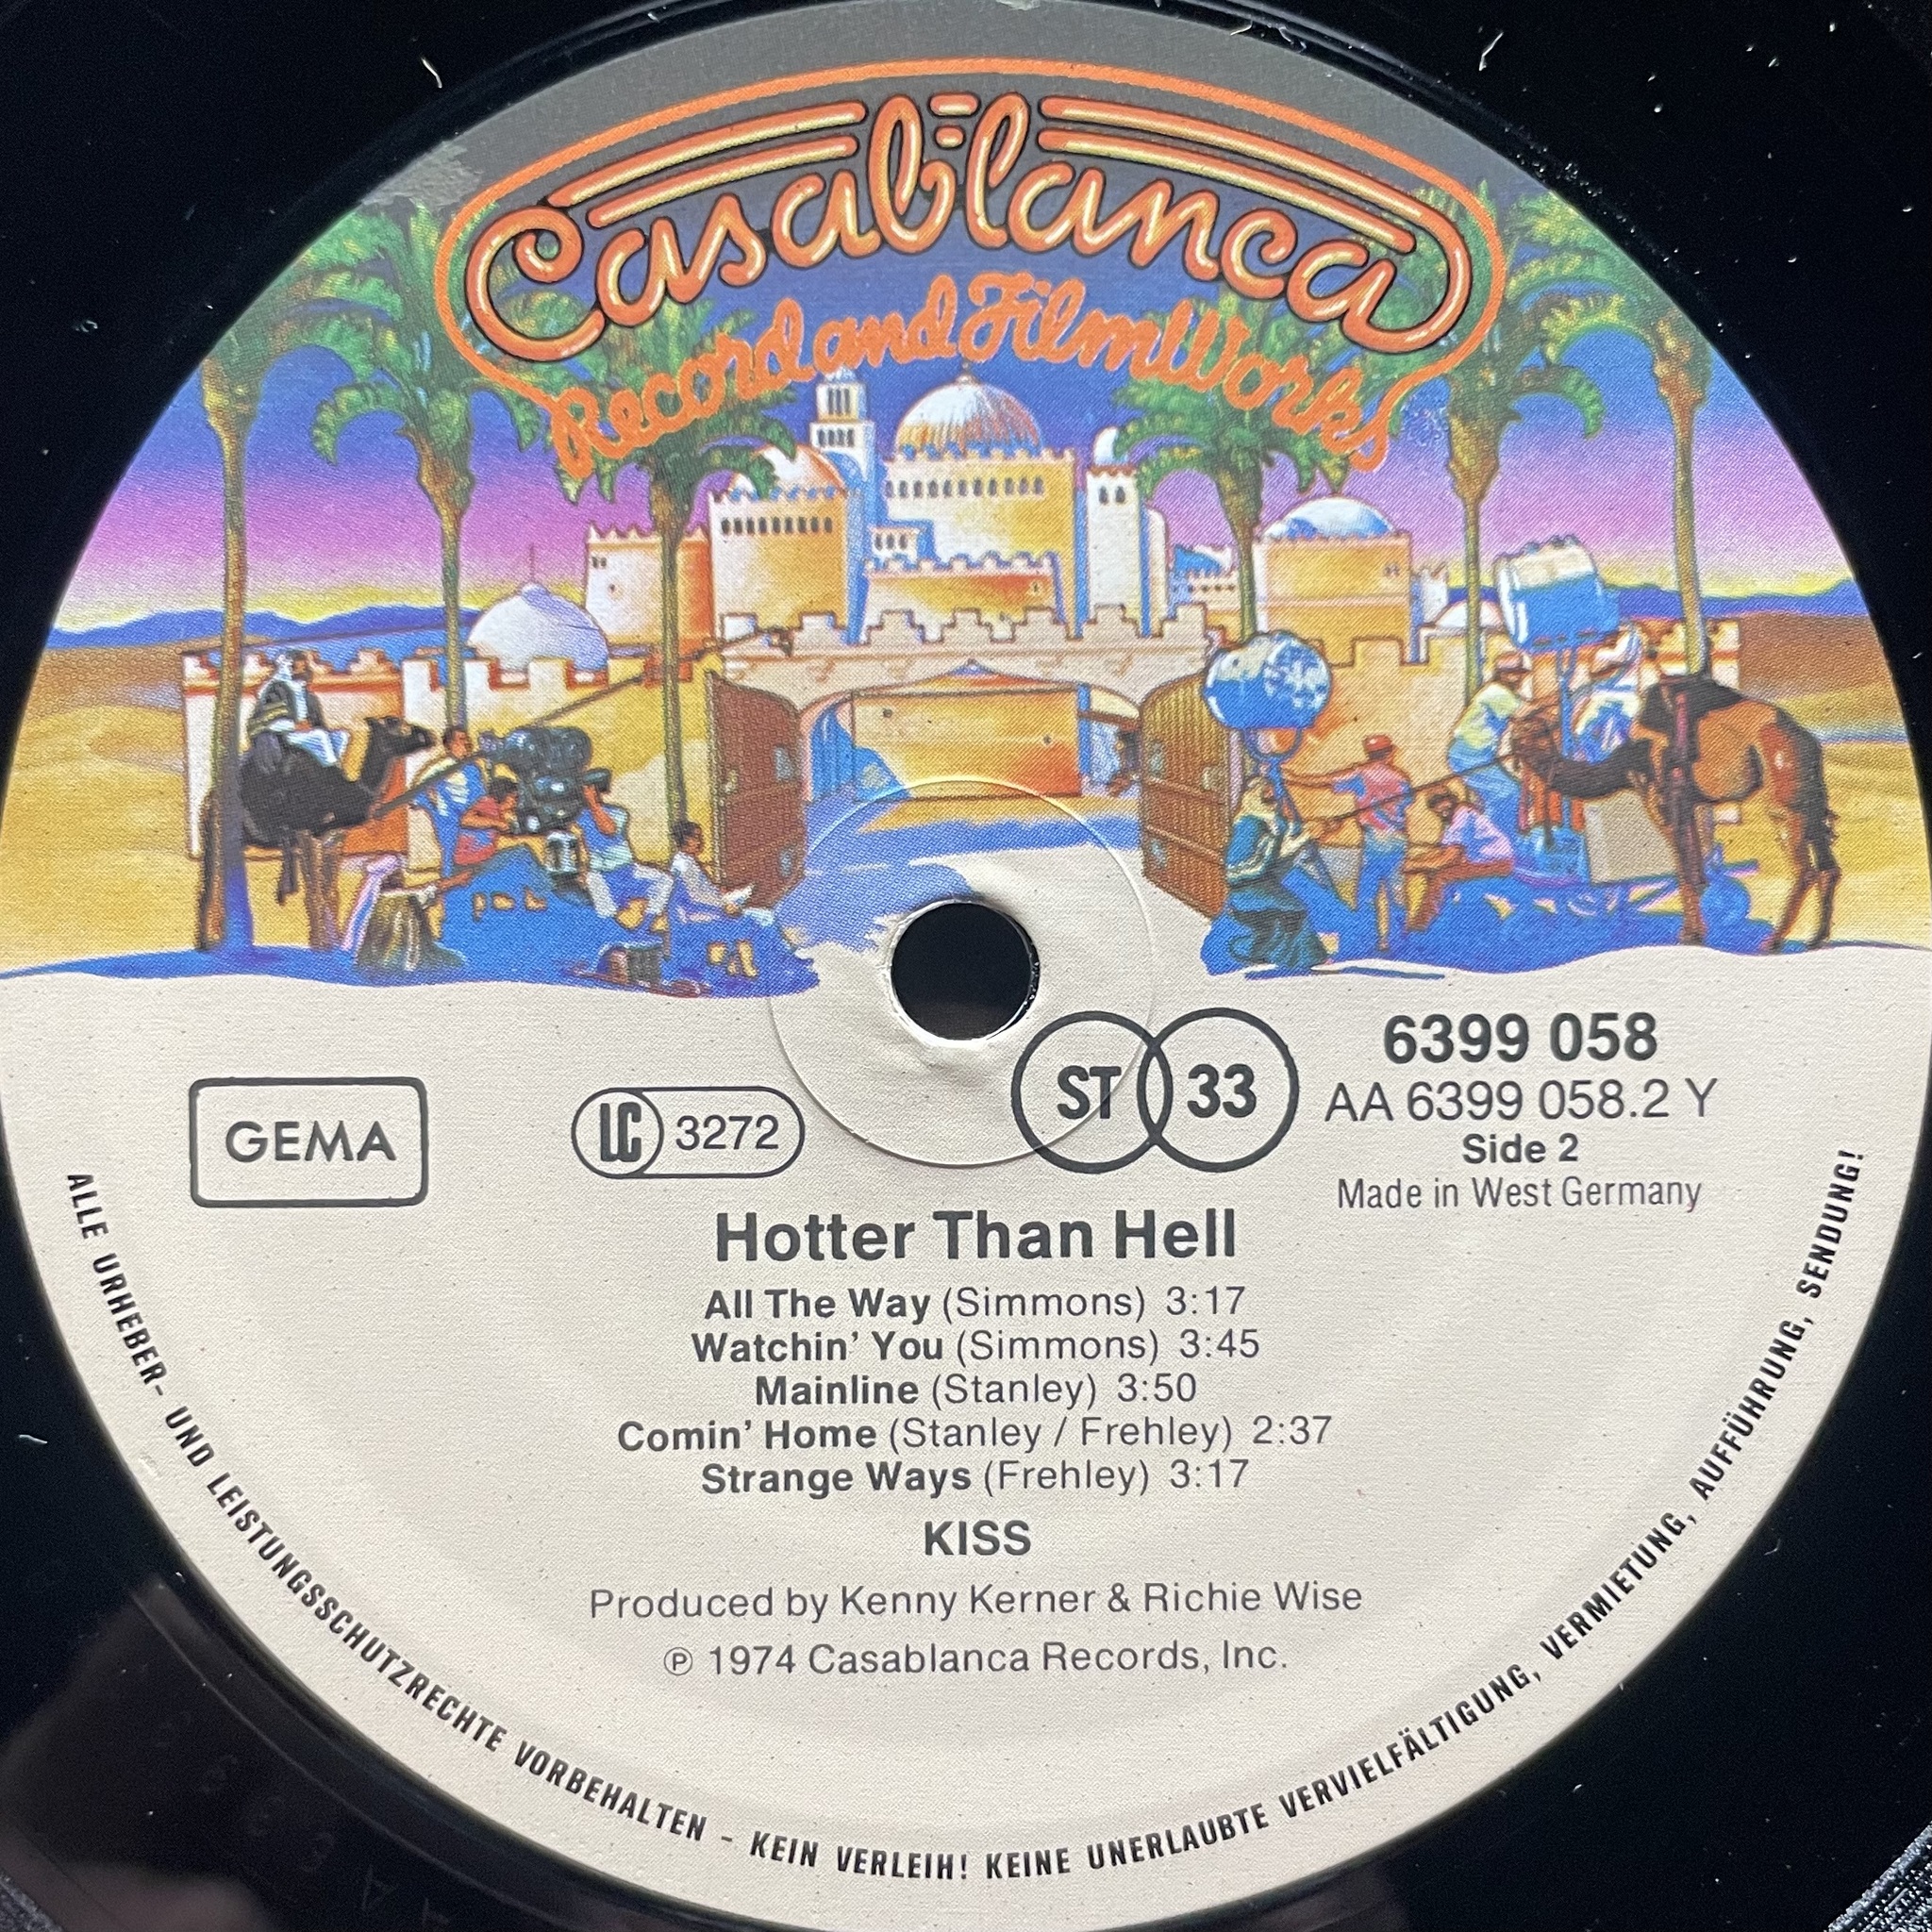 Casablanca
Record and FilmWorks
GEMA
LC 3272
ST 33
6399 058
AA 6399 058.2 Y
Side 2
Made in West Germany
Hotter Than Hell
All The Way (Simmons) 3:17
Watchin' You (Simmons) 3:45
Mainline (Stanley) 3:50
Comin' Home (Stanley / Frehley) 2:37
Strange Ways (Frehley) 3:17
KISS
Produced by Kenny Kerner & Richie Wise
℗ 1974 Casablanca Records, Inc.
ALLE URHEBER- UND LEISTUNGSSCHUTZRECHTE VORBEHALTEN - KEIN VERLEIH! KEINE UNERLAUBTE VERVIELFÄLTIGUNG, VERMIETUNG, AUFFÜHRUNG, SENDUNG!